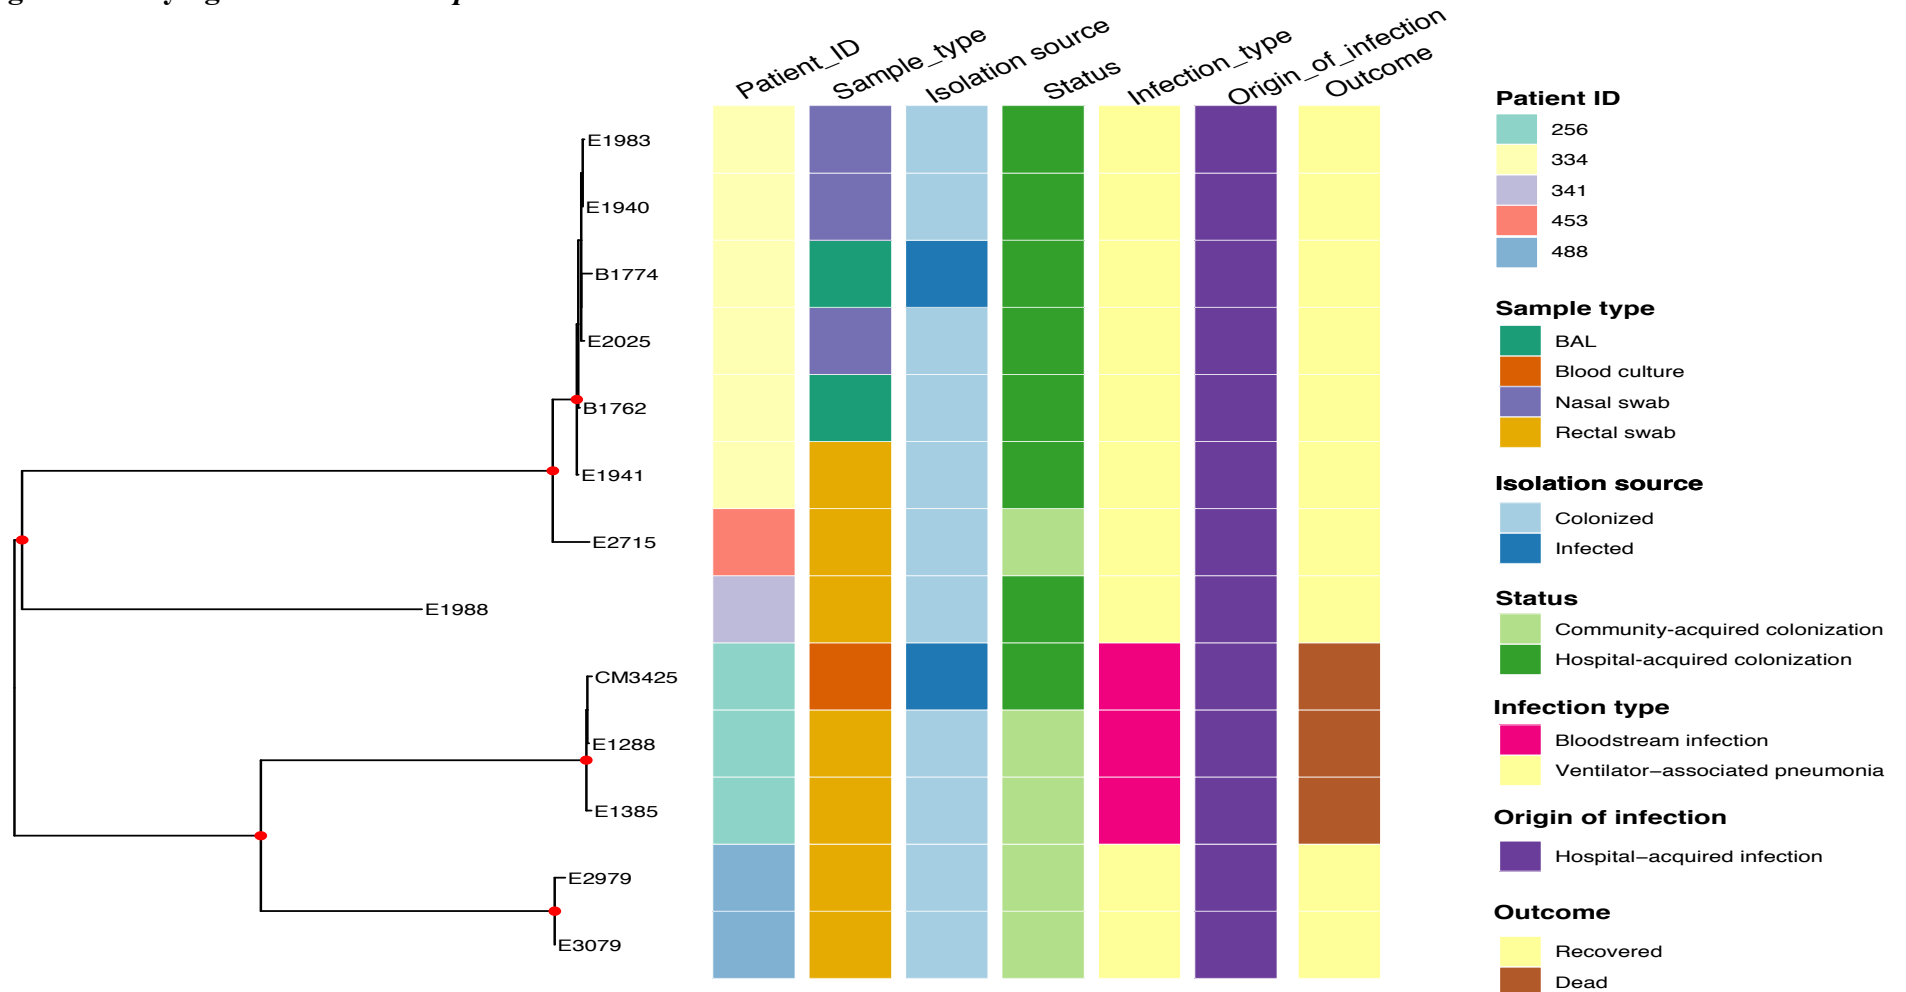 Patient_ID
Sample_type
Isolation source
Status
Infection_type
Origin_of_infection
Outcome
E1983
E1940
B1774
E2025
B1762
E1941
E2715
E1988
CM3425
E1288
E1385
E2979
E3079
Patient ID
256
334
341
453
488
Sample type
BAL
Blood culture
Nasal swab
Rectal swab
Isolation source
Colonized
Infected
Status
Community-acquired colonization
Hospital-acquired colonization
Infection type
Bloodstream infection
Ventilator−associated pneumonia
Origin of infection
Hospital−acquired infection
Outcome
Recovered
Dead